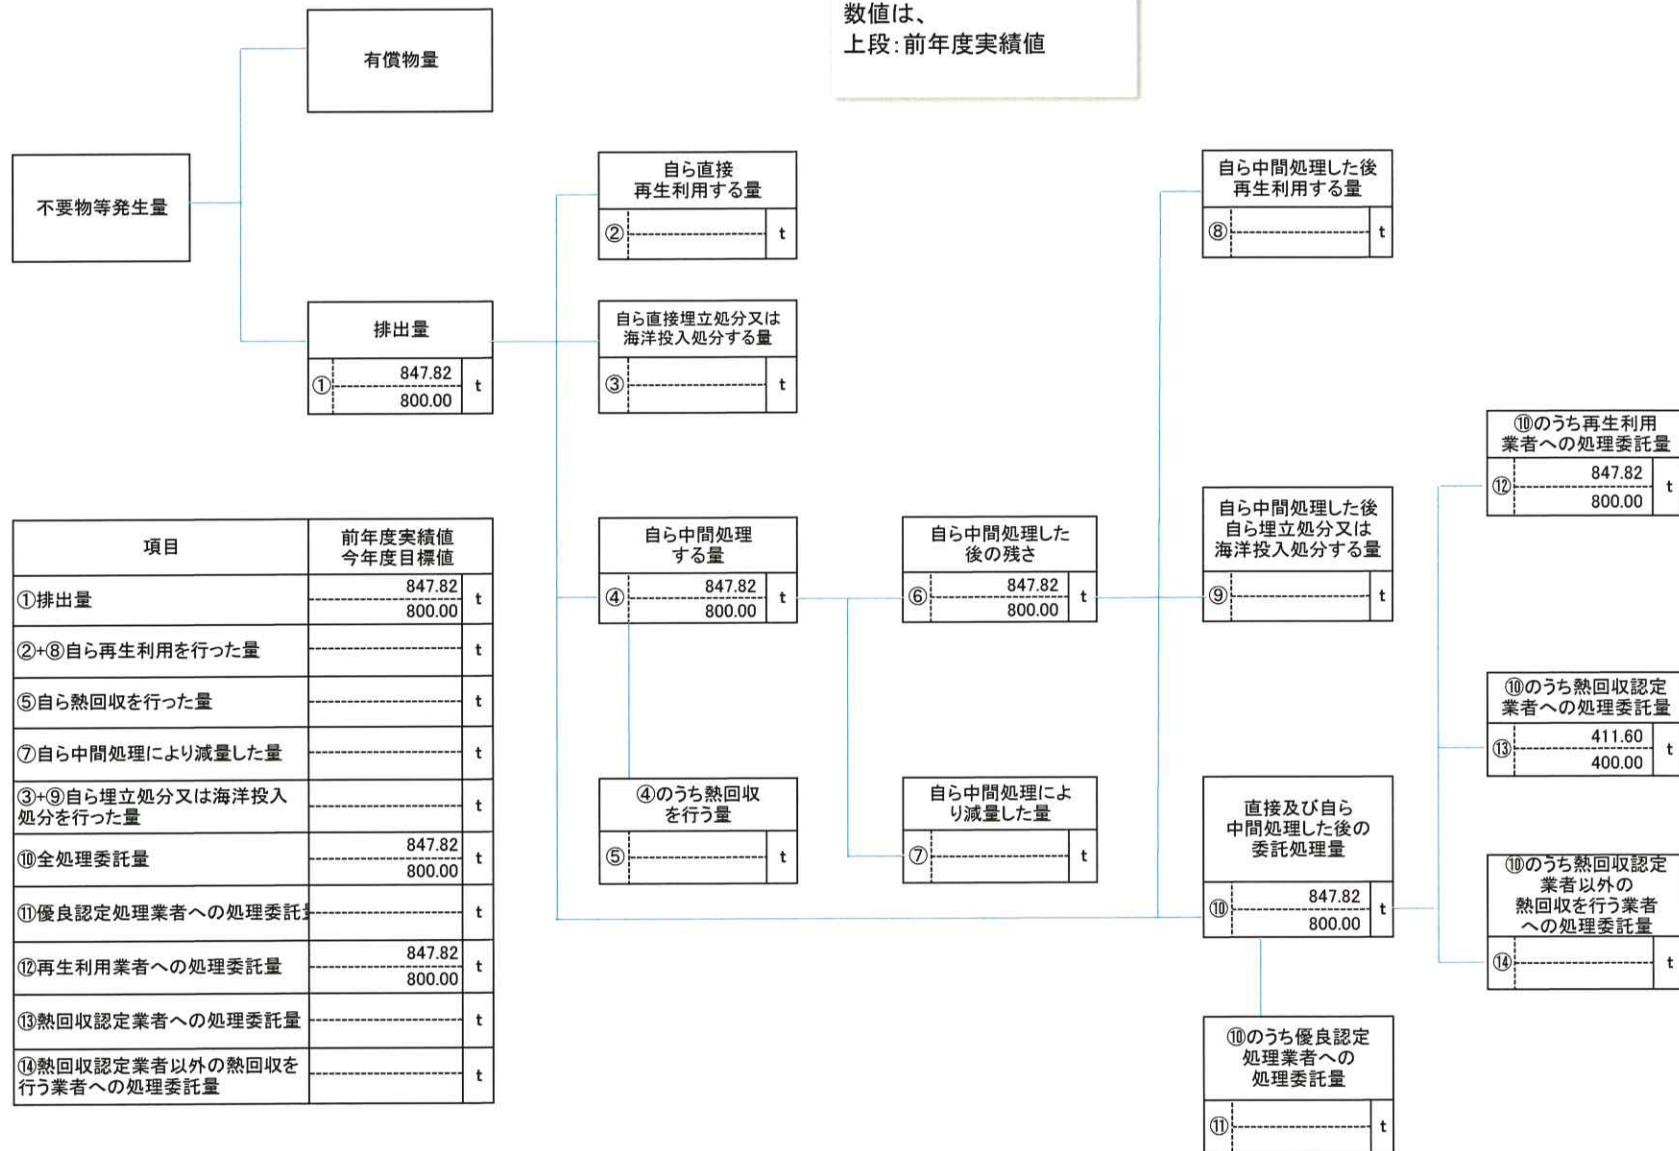 数値は、
上段：前年度実績値
有償物量
不要物等発生量
排出量
① 847.82 t
800.00
自ら直接
再生利用する量
② t
自ら直接埋立処分又は
海洋投入処分する量
③ t
自ら中間処理
する量
④ 847.82 t
800.00
④のうち熱回収
を行う量
⑤ t
自ら中間処理した
後の残さ
⑥ 847.82 t
800.00
自ら中間処理によ
り減量した量
⑦ t
自ら中間処理した後
再生利用する量
⑧ t
自ら中間処理した後
自ら埋立処分又は
海洋投入処分する量
⑨ t
直接及び自ら
中間処理した後の
委託処理量
⑩ 847.82 t
800.00
⑩のうち優良認定
処理業者への
処理委託量
⑪ t
⑩のうち再生利用
業者への処理委託量
⑫ 847.82 t
800.00
⑩のうち熱回収認定
業者への処理委託量
⑬ 411.60 t
400.00
⑩のうち熱回収認定
業者以外の
熱回収を行う業者
への処理委託量
⑭ t
項目 前年度実績値
今年度目標値
①排出量 847.82 t
800.00
②+⑧自ら再生利用を行った量 t
⑤自ら熱回収を行った量 t
⑦自ら中間処理により減量した量 t
③+⑨自ら埋立処分又は海洋投入
処分を行った量 t
⑩全処理委託量 847.82 t
800.00
⑪優良認定処理業者への処理委託 t
⑫再生利用業者への処理委託量 847.82 t
800.00
⑬熱回収認定業者への処理委託量 t
⑭熱回収認定業者以外の熱回収を
行う業者への処理委託量 t